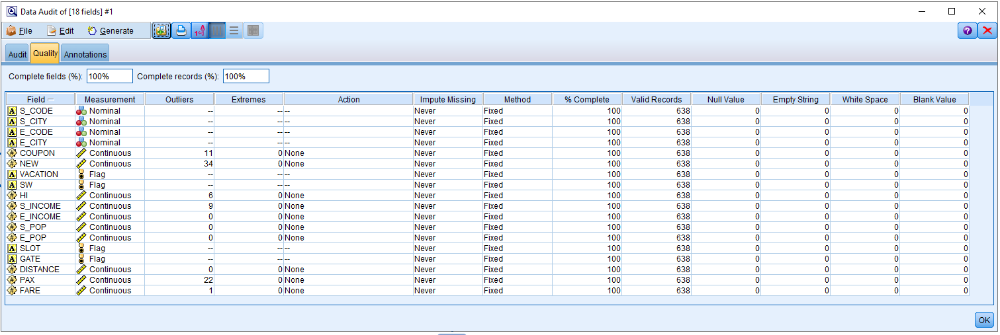 Data Audit of [18 fields] #1
File Edit Generate
Audit Quality Annotations
Complete fields (%): 100% Complete records (%): 100%
Field Measurement Outliers Extremes Action Impute Missing Method % Complete Valid Records Null Value Empty String White Space Blank Value
S_CODE Nominal -- -- -- Never Fixed 100 638 0 0 0 0
S_CITY Nominal -- -- -- Never Fixed 100 638 0 0 0 0
E_CODE Nominal -- -- -- Never Fixed 100 638 0 0 0 0
E_CITY Nominal -- -- -- Never Fixed 100 638 0 0 0 0
COUPON Continuous 11 0 None Never Fixed 100 638 0 0 0 0
NEW Continuous 34 0 None Never Fixed 100 638 0 0 0 0
VACATION Flag -- -- -- Never Fixed 100 638 0 0 0 0
SW Flag -- -- -- Never Fixed 100 638 0 0 0 0
HI Continuous 6 0 None Never Fixed 100 638 0 0 0 0
S_INCOME Continuous 9 0 None Never Fixed 100 638 0 0 0 0
E_INCOME Continuous 0 0 None Never Fixed 100 638 0 0 0 0
S_POP Continuous 0 0 None Never Fixed 100 638 0 0 0 0
E_POP Continuous 0 0 None Never Fixed 100 638 0 0 0 0
SLOT Flag -- -- -- Never Fixed 100 638 0 0 0 0
GATE Flag -- -- -- Never Fixed 100 638 0 0 0 0
DISTANCE Continuous 0 0 None Never Fixed 100 638 0 0 0 0
PAX Continuous 22 0 None Never Fixed 100 638 0 0 0 0
FARE Continuous 1 0 None Never Fixed 100 638 0 0 0 0
OK